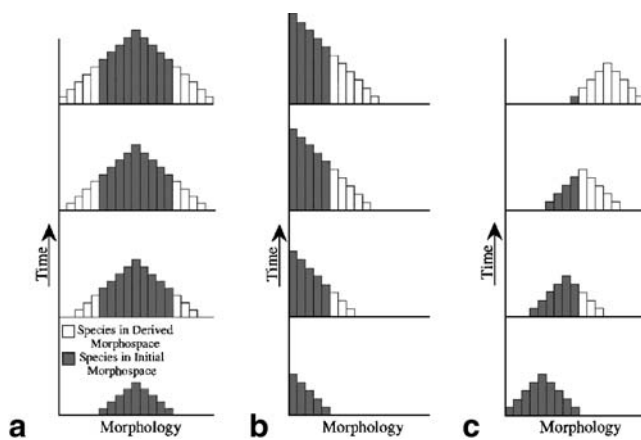 Time
Species in Derived
Morphospace
Species in Initial
Morphospace
a
Morphology
Time
b
Morphology
Time
c
Morphology